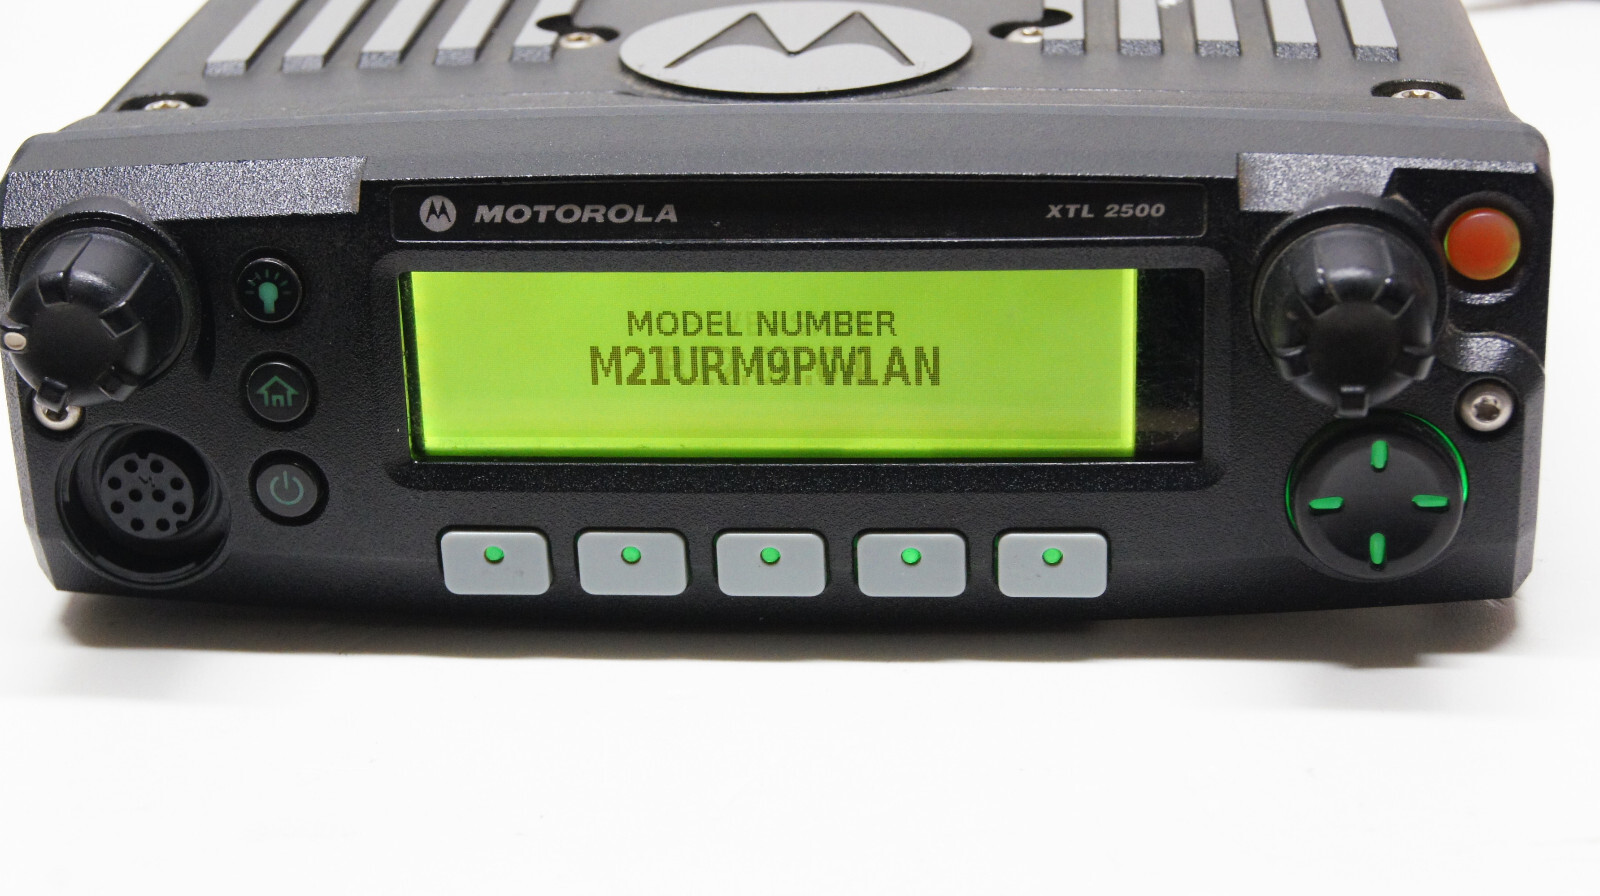 MOTOROLA XTL 2500
MODEL NUMBER
M21URM9PW1AN